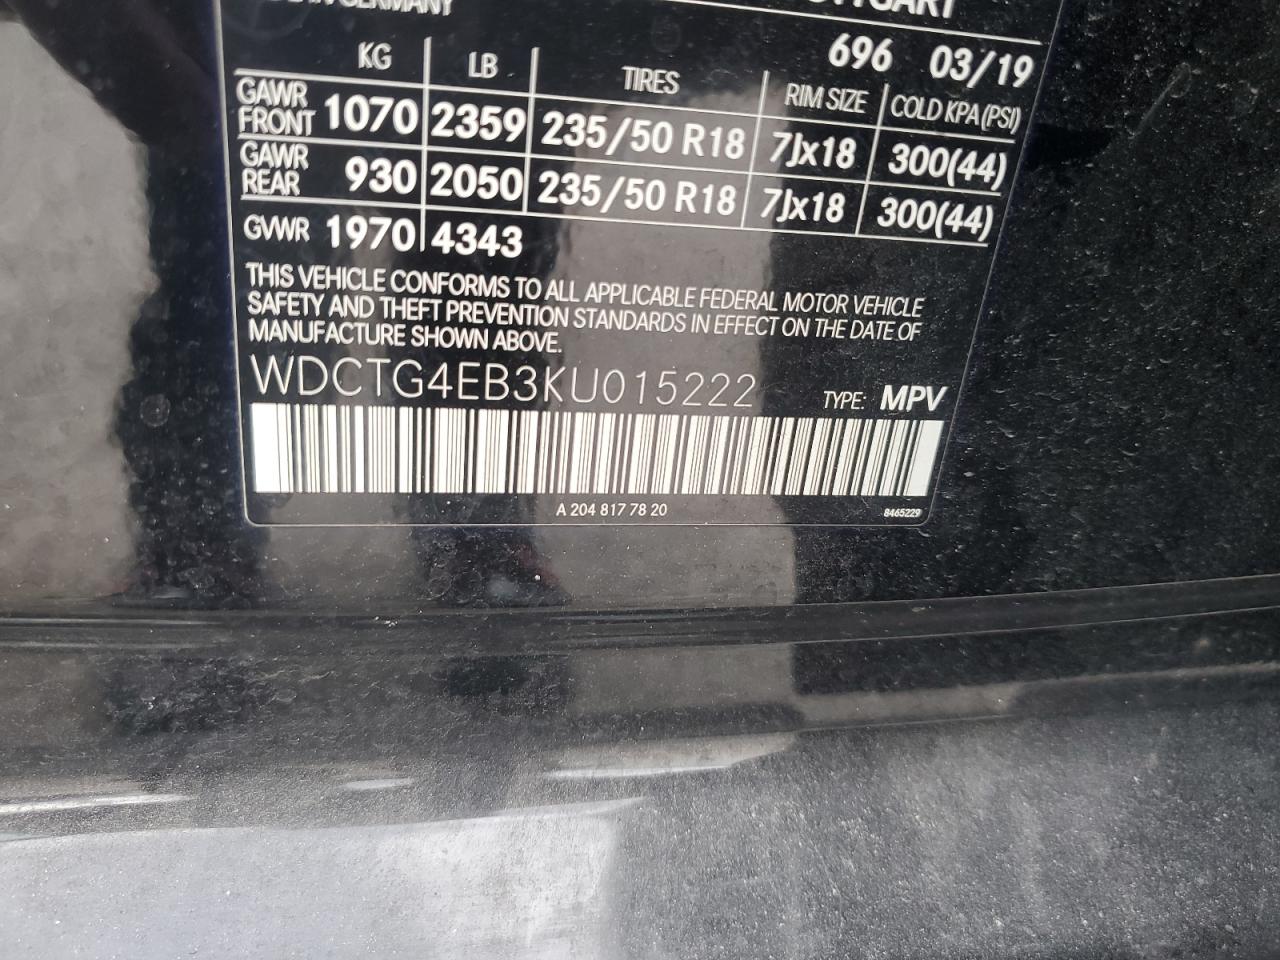 GERMANY
696 03/19
KG LB TIRES RIM SIZE COLD KPA (PSI)
GAWR FRONT 1070 2359 235/50 R18 7Jx18 300(44)
GAWR REAR 930 2050 235/50 R18 7Jx18 300(44)
GVWR 1970 4343
THIS VEHICLE CONFORMS TO ALL APPLICABLE FEDERAL MOTOR VEHICLE
SAFETY AND THEFT PREVENTION STANDARDS IN EFFECT ON THE DATE OF
MANUFACTURE SHOWN ABOVE.
WDCTG4EB3KU015222 TYPE: MPV
A 204 817 78 20 8465229